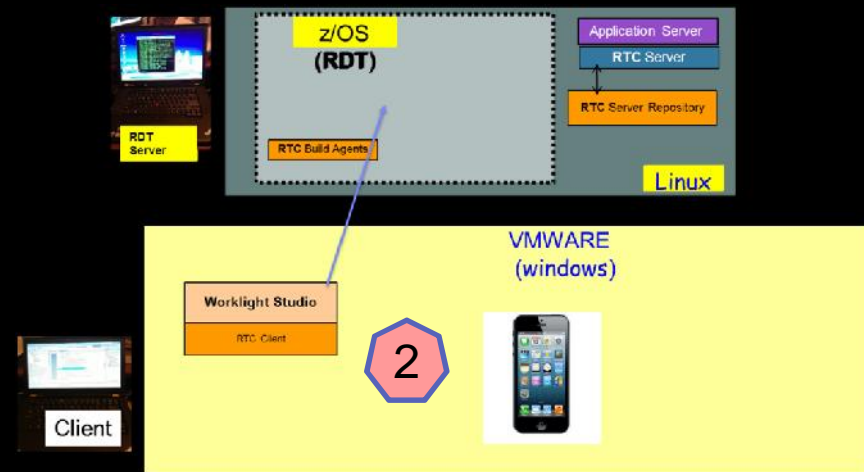 z/OS
(RDT)
Application Server
RTC Server
RTC Server Repository
RDT
Server
RTC Build Agents
Linux
VMWARE
(windows)
Worklight Studio
RTC Client
2
Client